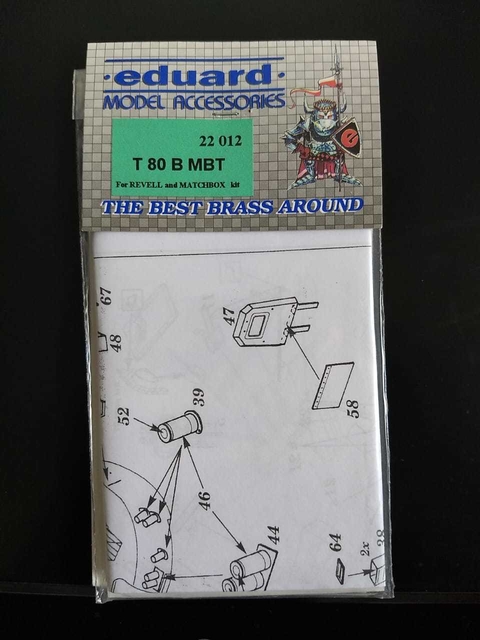 ·eduard·
MODEL ACCESSORIES
22 012
T 80 B MBT
For REVELL and MATCHBOX kit
e
THE BEST BRASS AROUND
67
48
47
52
39
58
46
44
64
2x
38